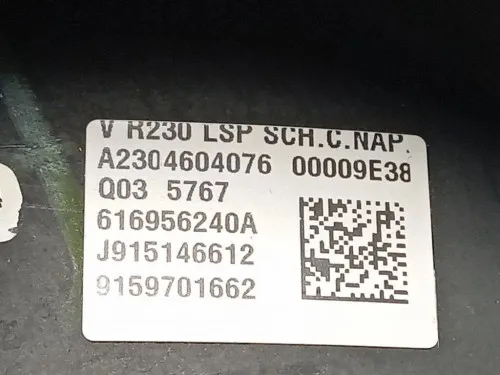 V R230 LSP SCH.C.NAP.
A2304604076 00009E38
Q03 5767
616956240A
J915146612
9159701662